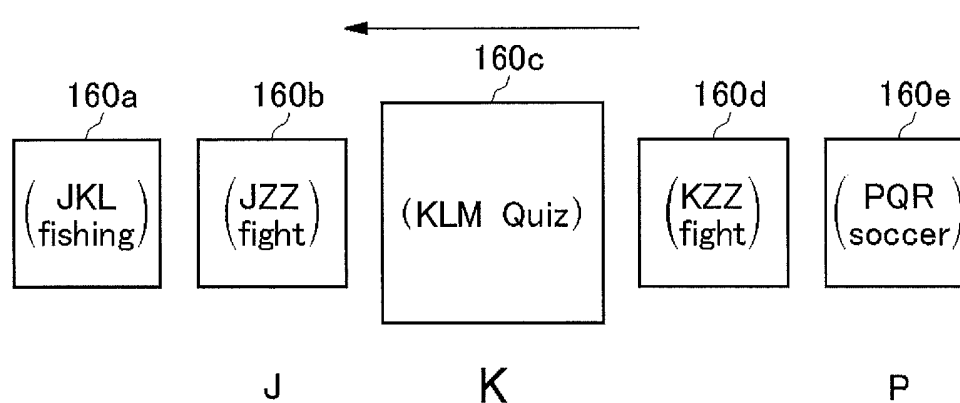 160a 160b 160c 160d 160e
(JKL fishing) (JZZ fight) (KLM Quiz) (KZZ fight) (PQR soccer)
J K P